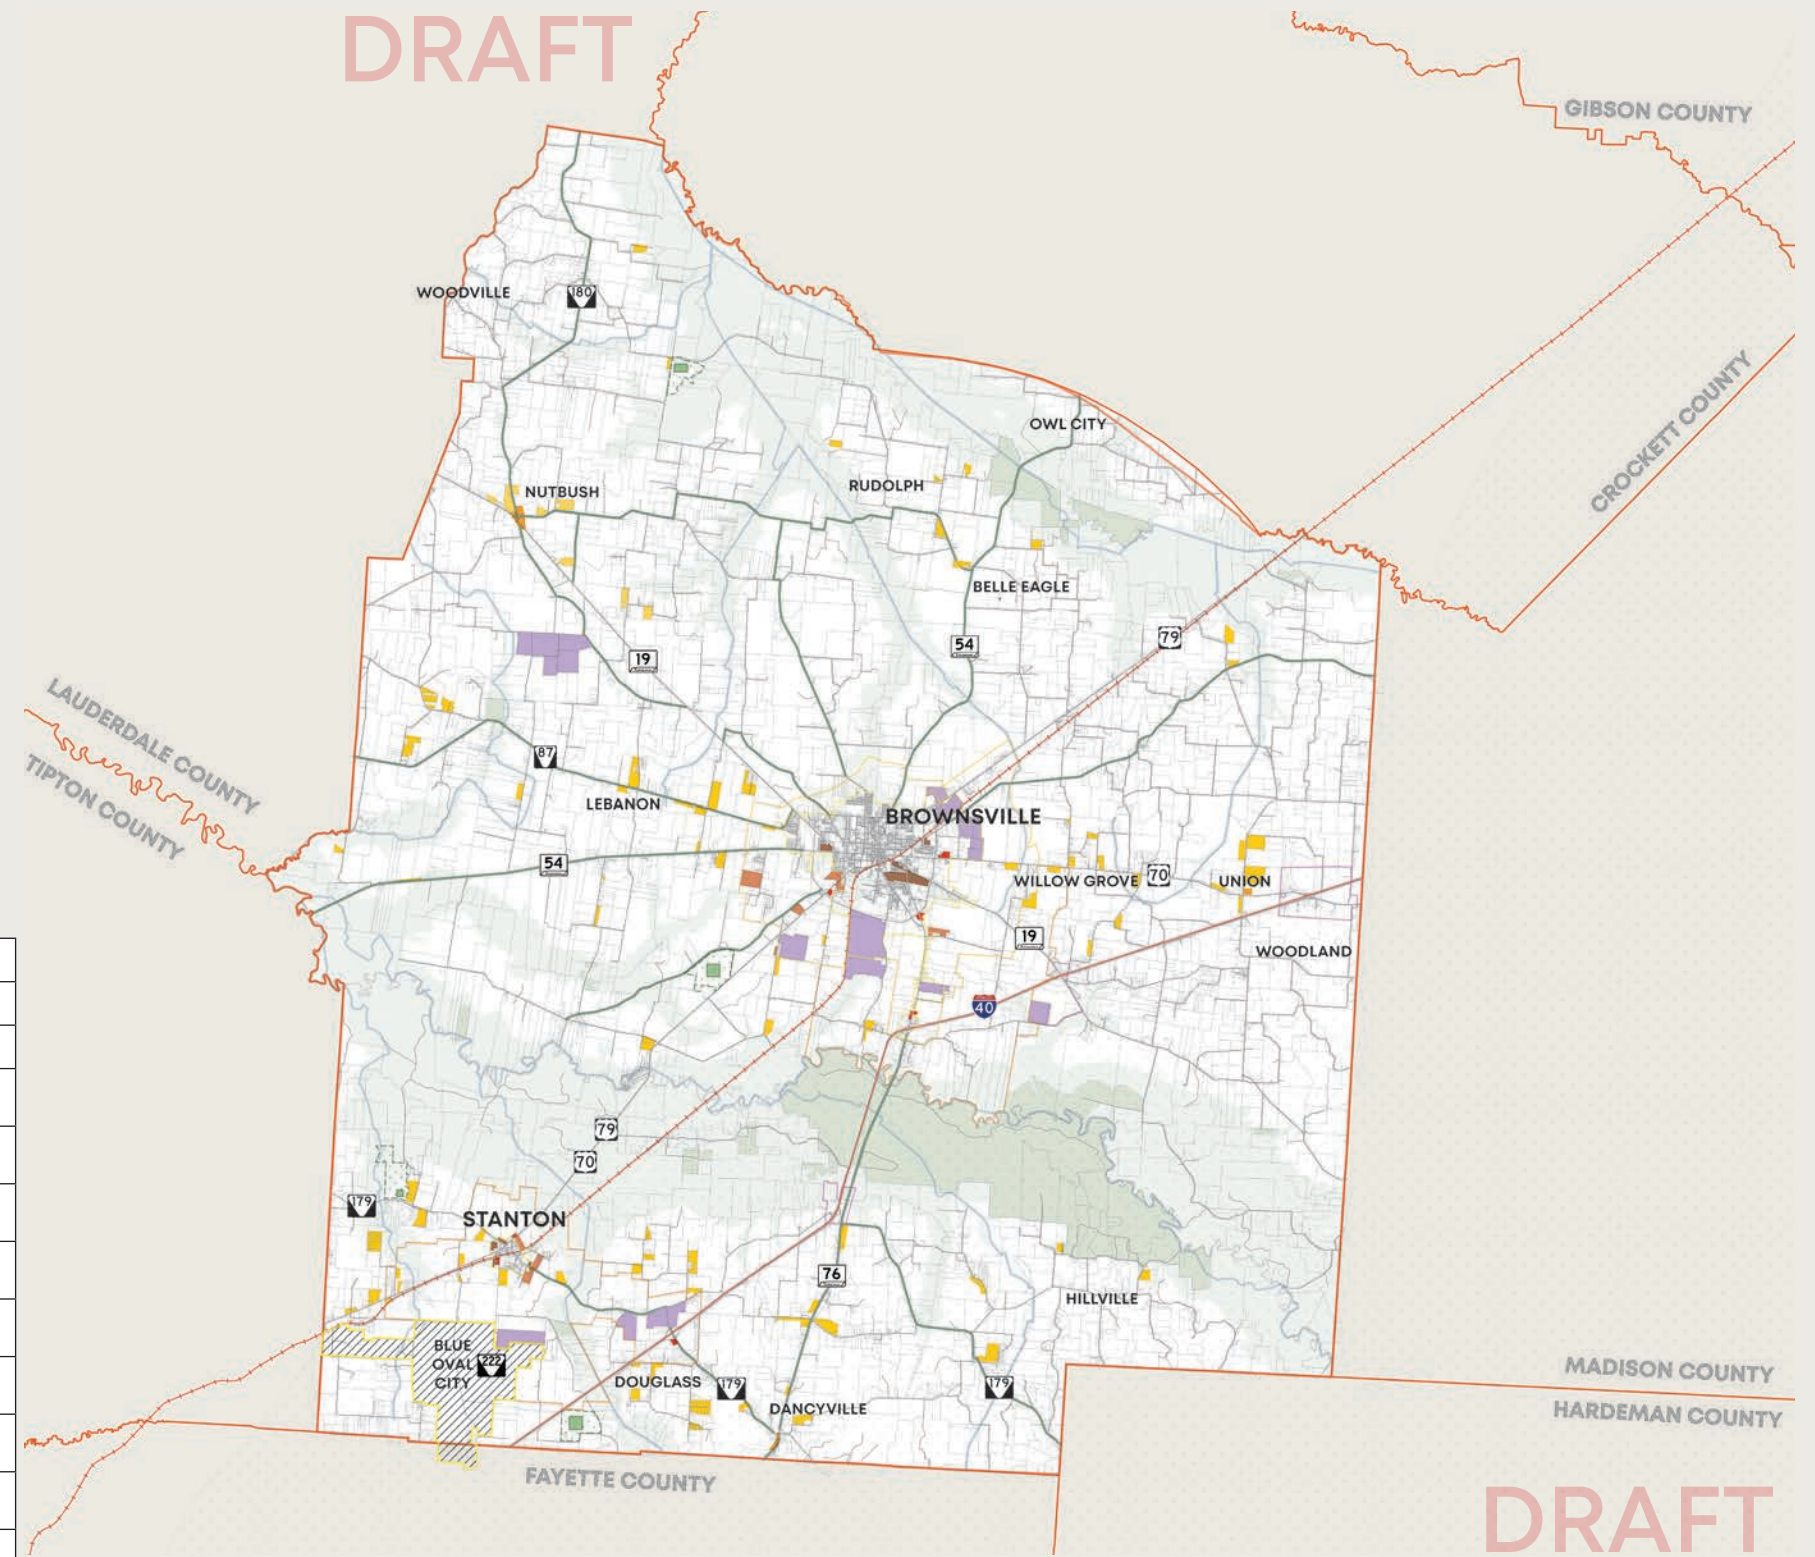 DRAFT
GIBSON COUNTY
WOODVILLE
180
CROCKETT COUNTY
OWL CITY
RUDOLPH
NUTBUSH
BELLE EAGLE
79
54
19
LAUDERDALE COUNTY
TIPTON COUNTY
87
LEBANON
BROWNSVILLE
54
WILLOW GROVE
70
UNION
19
WOODLAND
40
79
70
179
STANTON
76
HILLVILLE
BLUE
OVAL
CITY
222
DOUGLASS
179
179
DANCYVILLE
MADISON COUNTY
HARDEMAN COUNTY
FAYETTE COUNTY
DRAFT